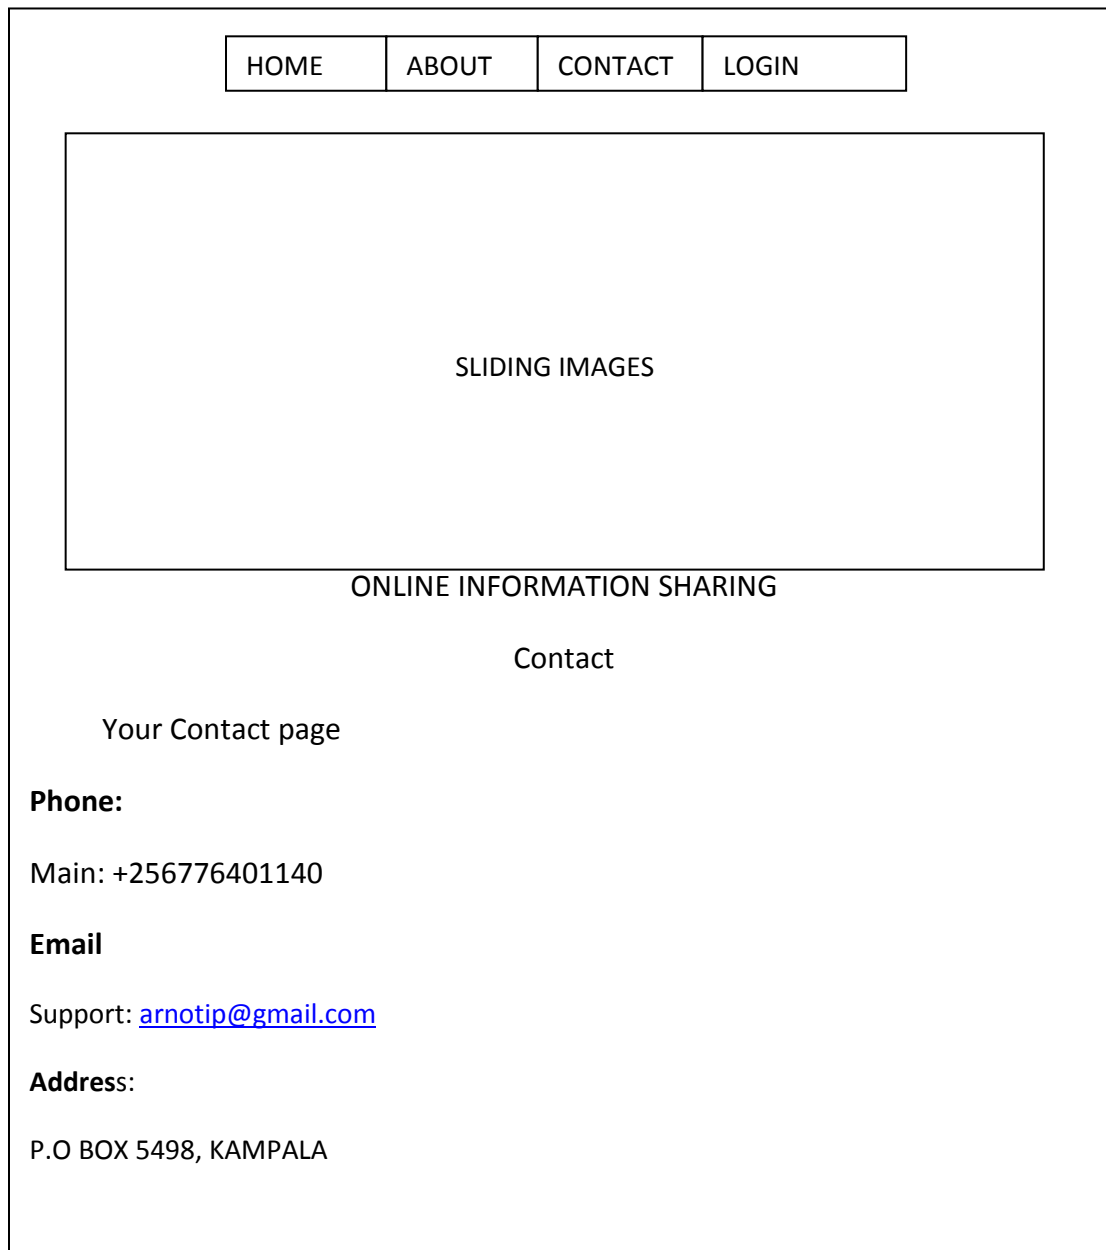 HOME ABOUT CONTACT LOGIN
SLIDING IMAGES
ONLINE INFORMATION SHARING
Contact
Your Contact page
Phone:
Main: +256776401140
Email
Support: arnotip@gmail.com
Address:
P.O BOX 5498, KAMPALA